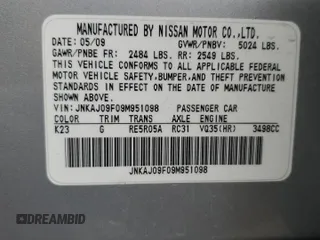 MANUFACTURED BY NISSAN MOTOR CO.,LTD.
DATE: 05/09 GVWR/PNBV: 5024 LBS.
GAWR/PNBE FR: 2484 LBS. RR: 2549 LBS.
THIS VEHICLE CONFORMS TO ALL APPLICABLE FEDERAL
MOTOR VEHICLE SAFETY,BUMPER,AND THEFT PREVENTION
STANDARDS IN EFFECT ON THE DATE OF MANUFACTURE
SHOWN ABOVE.
VIN: JNKAJ09F09M951098 PASSENGER CAR
COLOR TRIM TRANS AXLE ENGINE
K23 G RE5R05A RC31 VQ35(HR) 3498CC
JNKAJ09F09M951098
DREAMBID